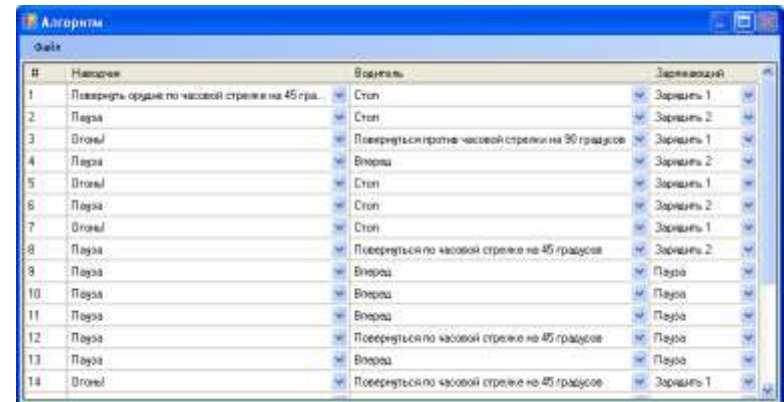 Алгоритм
Файл
# Наводчик Водитель Заряжающий
1 Повернуть орудие по часовой стрелке на 45 гра... Стоп Зарядить 1
2 Пауза Стоп Зарядить 2
3 Огонь! Повернуться против часовой стрелки на 90 градусов Зарядить 1
4 Пауза Вперед Зарядить 2
5 Огонь! Стоп Зарядить 1
6 Пауза Стоп Зарядить 2
7 Огонь! Стоп Зарядить 1
8 Пауза Повернуться по часовой стрелке на 45 градусов Зарядить 2
9 Пауза Вперед Пауза
10 Пауза Вперед Пауза
11 Пауза Вперед Пауза
12 Пауза Повернуться по часовой стрелке на 45 градусов Пауза
13 Пауза Вперед Пауза
14 Огонь! Повернуться по часовой стрелке на 45 градусов Зарядить 1